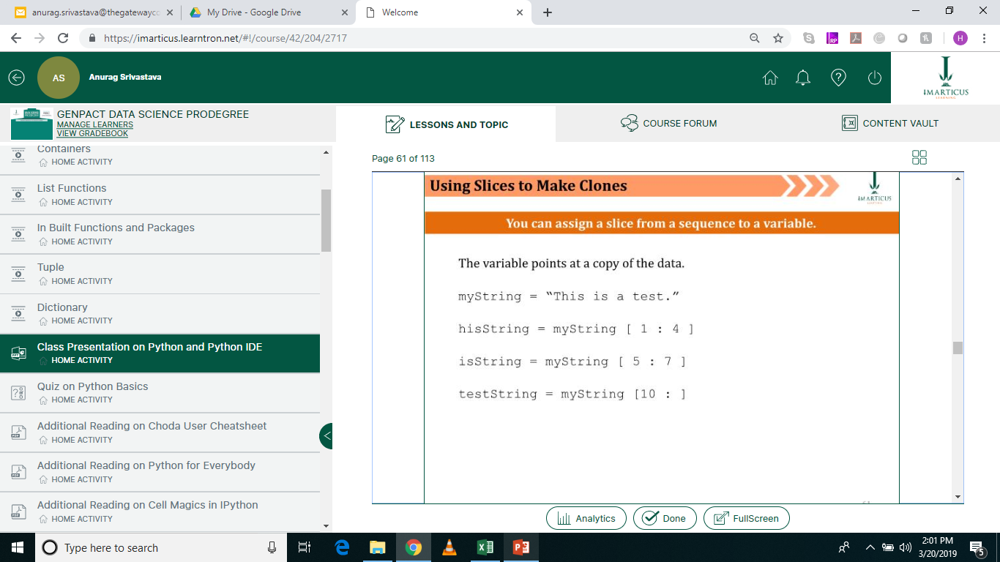 anurag.srivastava@thegatewayco
My Drive - Google Drive
Welcome
https://imarticus.learntron.net/#!/course/42/204/2717
RP
H
AS
Anurag Srivastava
IMARTICUS
LEARNING
GENPACT DATA SCIENCE PRODEGREE
MANAGE LEARNERS
VIEW GRADEBOOK
LESSONS AND TOPIC
COURSE FORUM
CONTENT VAULT
Containers
HOME ACTIVITY
List Functions
HOME ACTIVITY
In Built Functions and Packages
HOME ACTIVITY
Tuple
HOME ACTIVITY
Dictionary
HOME ACTIVITY
Class Presentation on Python and Python IDE
HOME ACTIVITY
Quiz on Python Basics
HOME ACTIVITY
Additional Reading on Choda User Cheatsheet
HOME ACTIVITY
Additional Reading on Python for Everybody
HOME ACTIVITY
Additional Reading on Cell Magics in IPython
HOME ACTIVITY
Page 61 of 113
Using Slices to Make Clones
IMARTICUS
You can assign a slice from a sequence to a variable.
The variable points at a copy of the data.
myString = “This is a test.”
hisString = myString [ 1 : 4 ]
isString = myString [ 5 : 7 ]
testString = myString [10 : ]
Analytics
Done
FullScreen
Type here to search
2:01 PM
3/20/2019
5